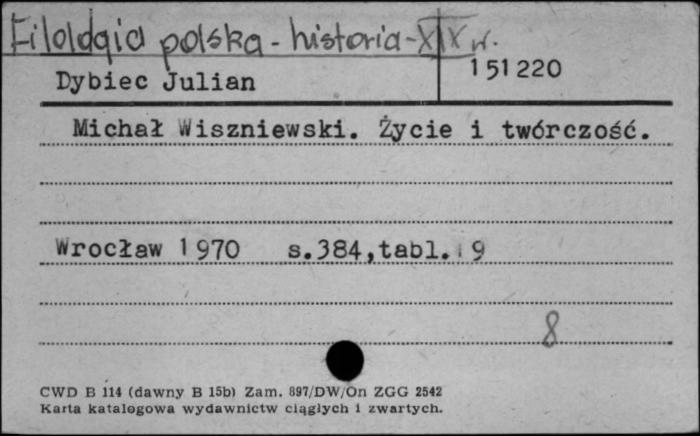 Filologia polska - historia - XIX w.
Dybiec Julian
151220
Michał Wiszniewski. Życie i twórczość.
Wrocław 1970 s.384,tabl. 9
8
CWD B 114 (dawny B 15b) Zam. 897/DW/On ZGG 2542
Karta katalogowa wydawnictw ciągłych i zwartych.